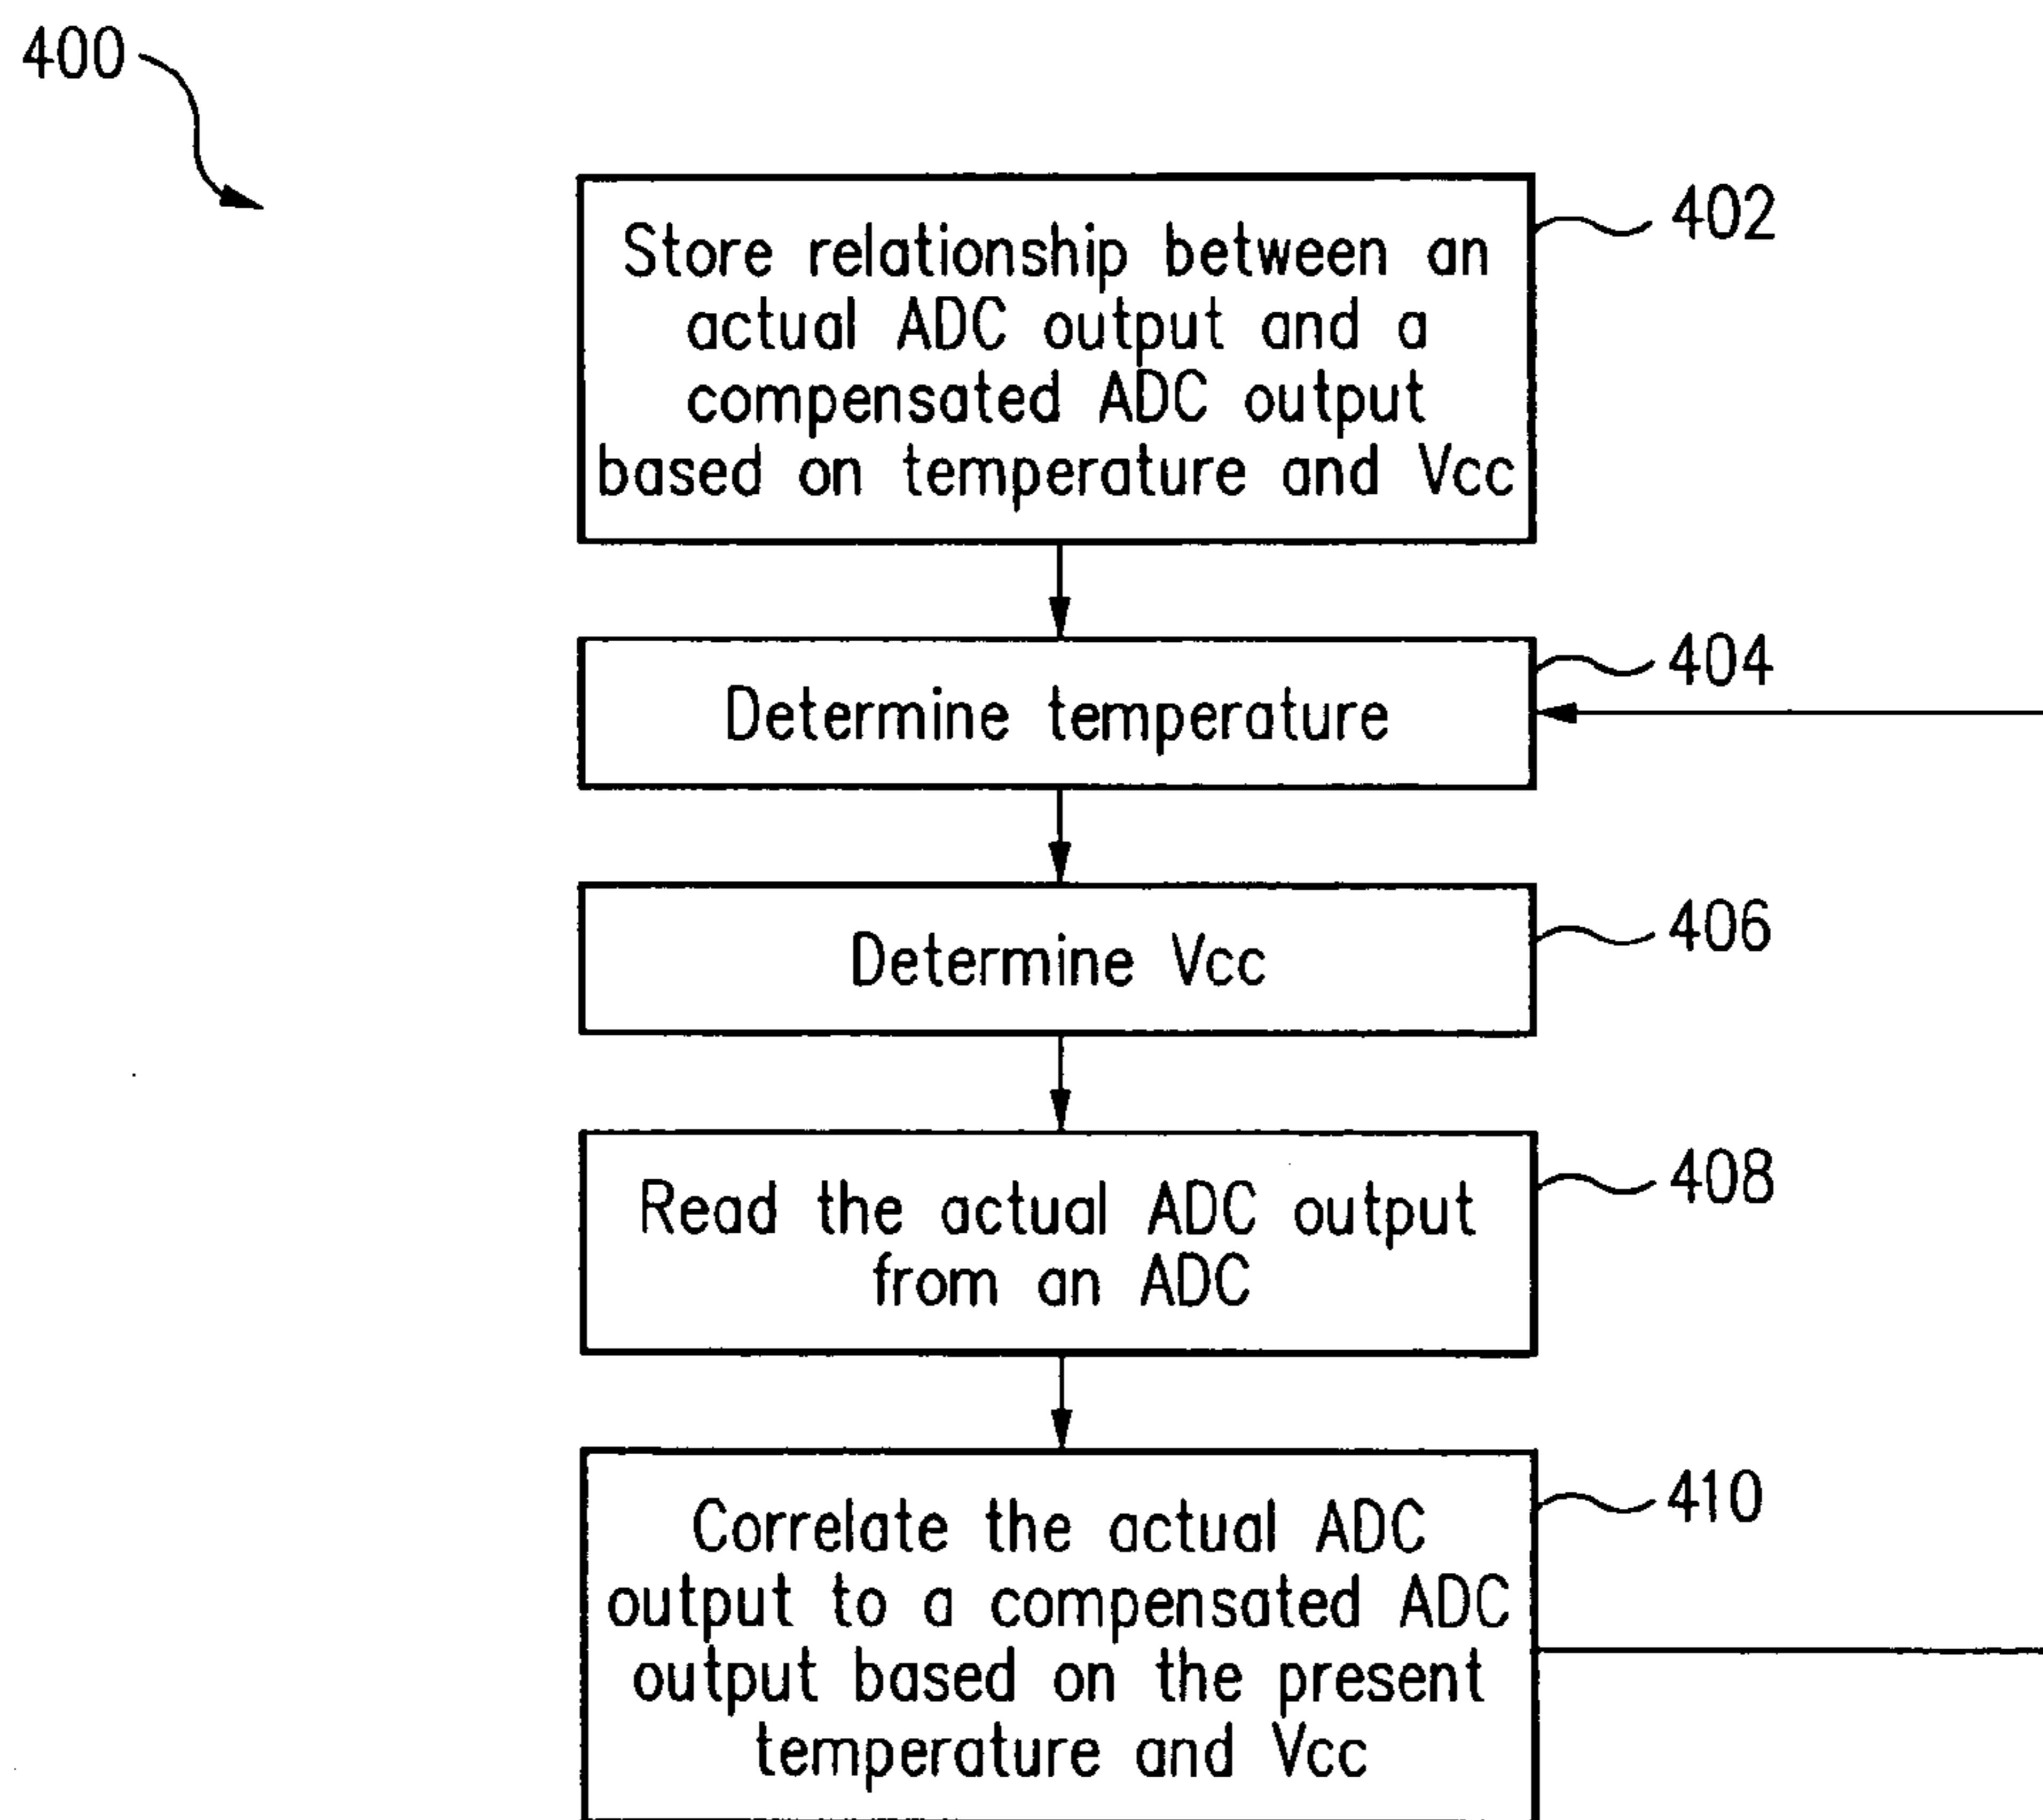 400
402
Store relationship between an
actual ADC output and a
compensated ADC output
based on temperature and Vcc
404
Determine temperature
406
Determine Vcc
408
Read the actual ADC output
from an ADC
410
Correlate the actual ADC
output to a compensated ADC
output based on the present
temperature and Vcc